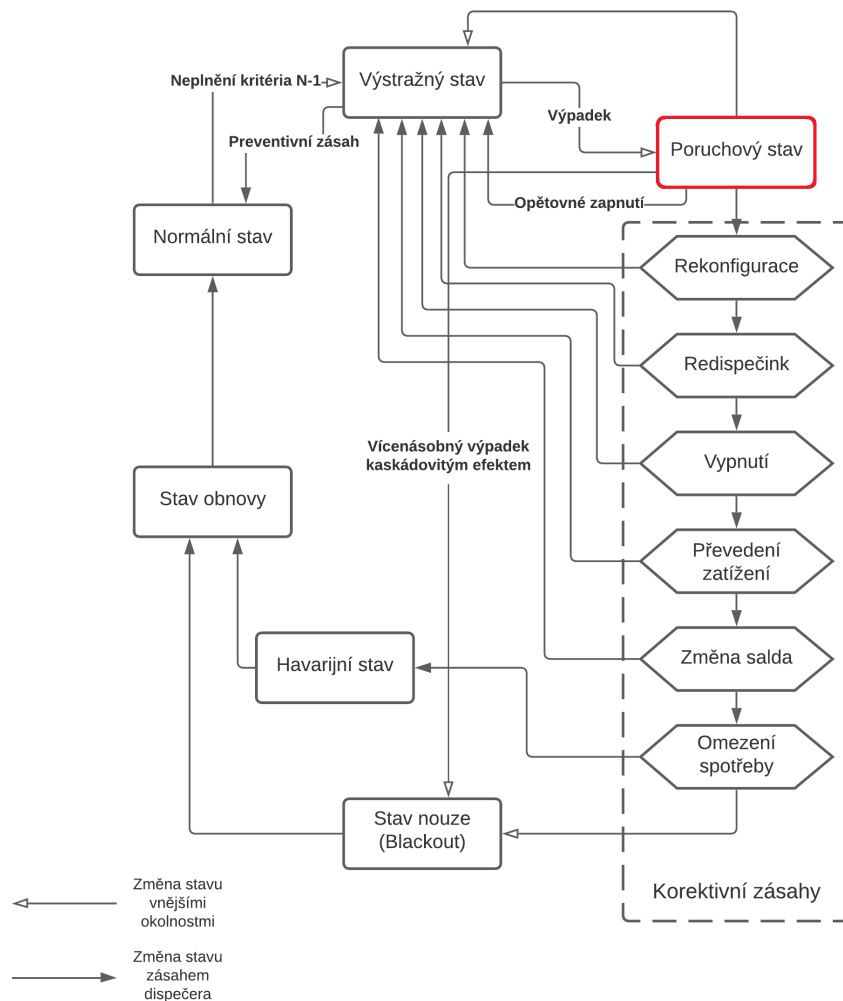 Neplnění kritéria N-1
Výstražný stav
Výpadek
Preventivní zásah
Poruchový stav
Opětovné zapnutí
Normální stav
Rekonfigurace
Redispečink
Vícenásobný výpadek
kaskádovitým efektem
Vypnutí
Stav obnovy
Převedení
zatížení
Havarijní stav
Změna salda
Omezení
spotřeby
Stav nouze
(Blackout)
Korektivní zásahy
Změna stavu
vnějšími
okolnostmi
Změna stavu
zásahem
dispečera